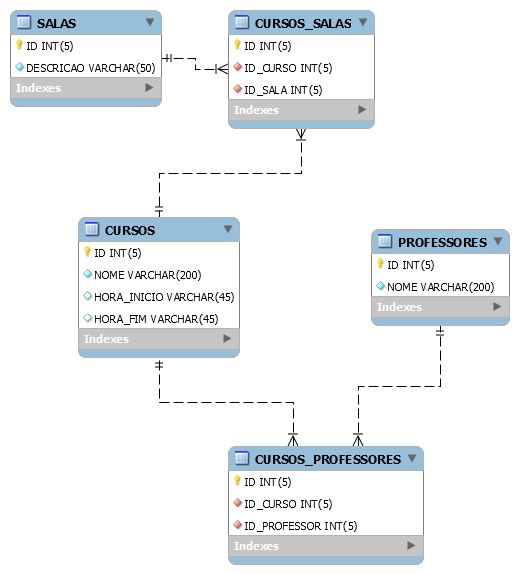 SALAS
ID INT(5)
DESCRICAO VARCHAR(50)
Indexes
CURSOS_SALAS
ID INT(5)
ID_CURSO INT(5)
ID_SALA INT(5)
Indexes
CURSOS
ID INT(5)
NOME VARCHAR(200)
HORA_INICIO VARCHAR(45)
HORA_FIM VARCHAR(45)
Indexes
PROFESSORES
ID INT(5)
NOME VARCHAR(200)
Indexes
CURSOS_PROFESSORES
ID INT(5)
ID_CURSO INT(5)
ID_PROFESSOR INT(5)
Indexes